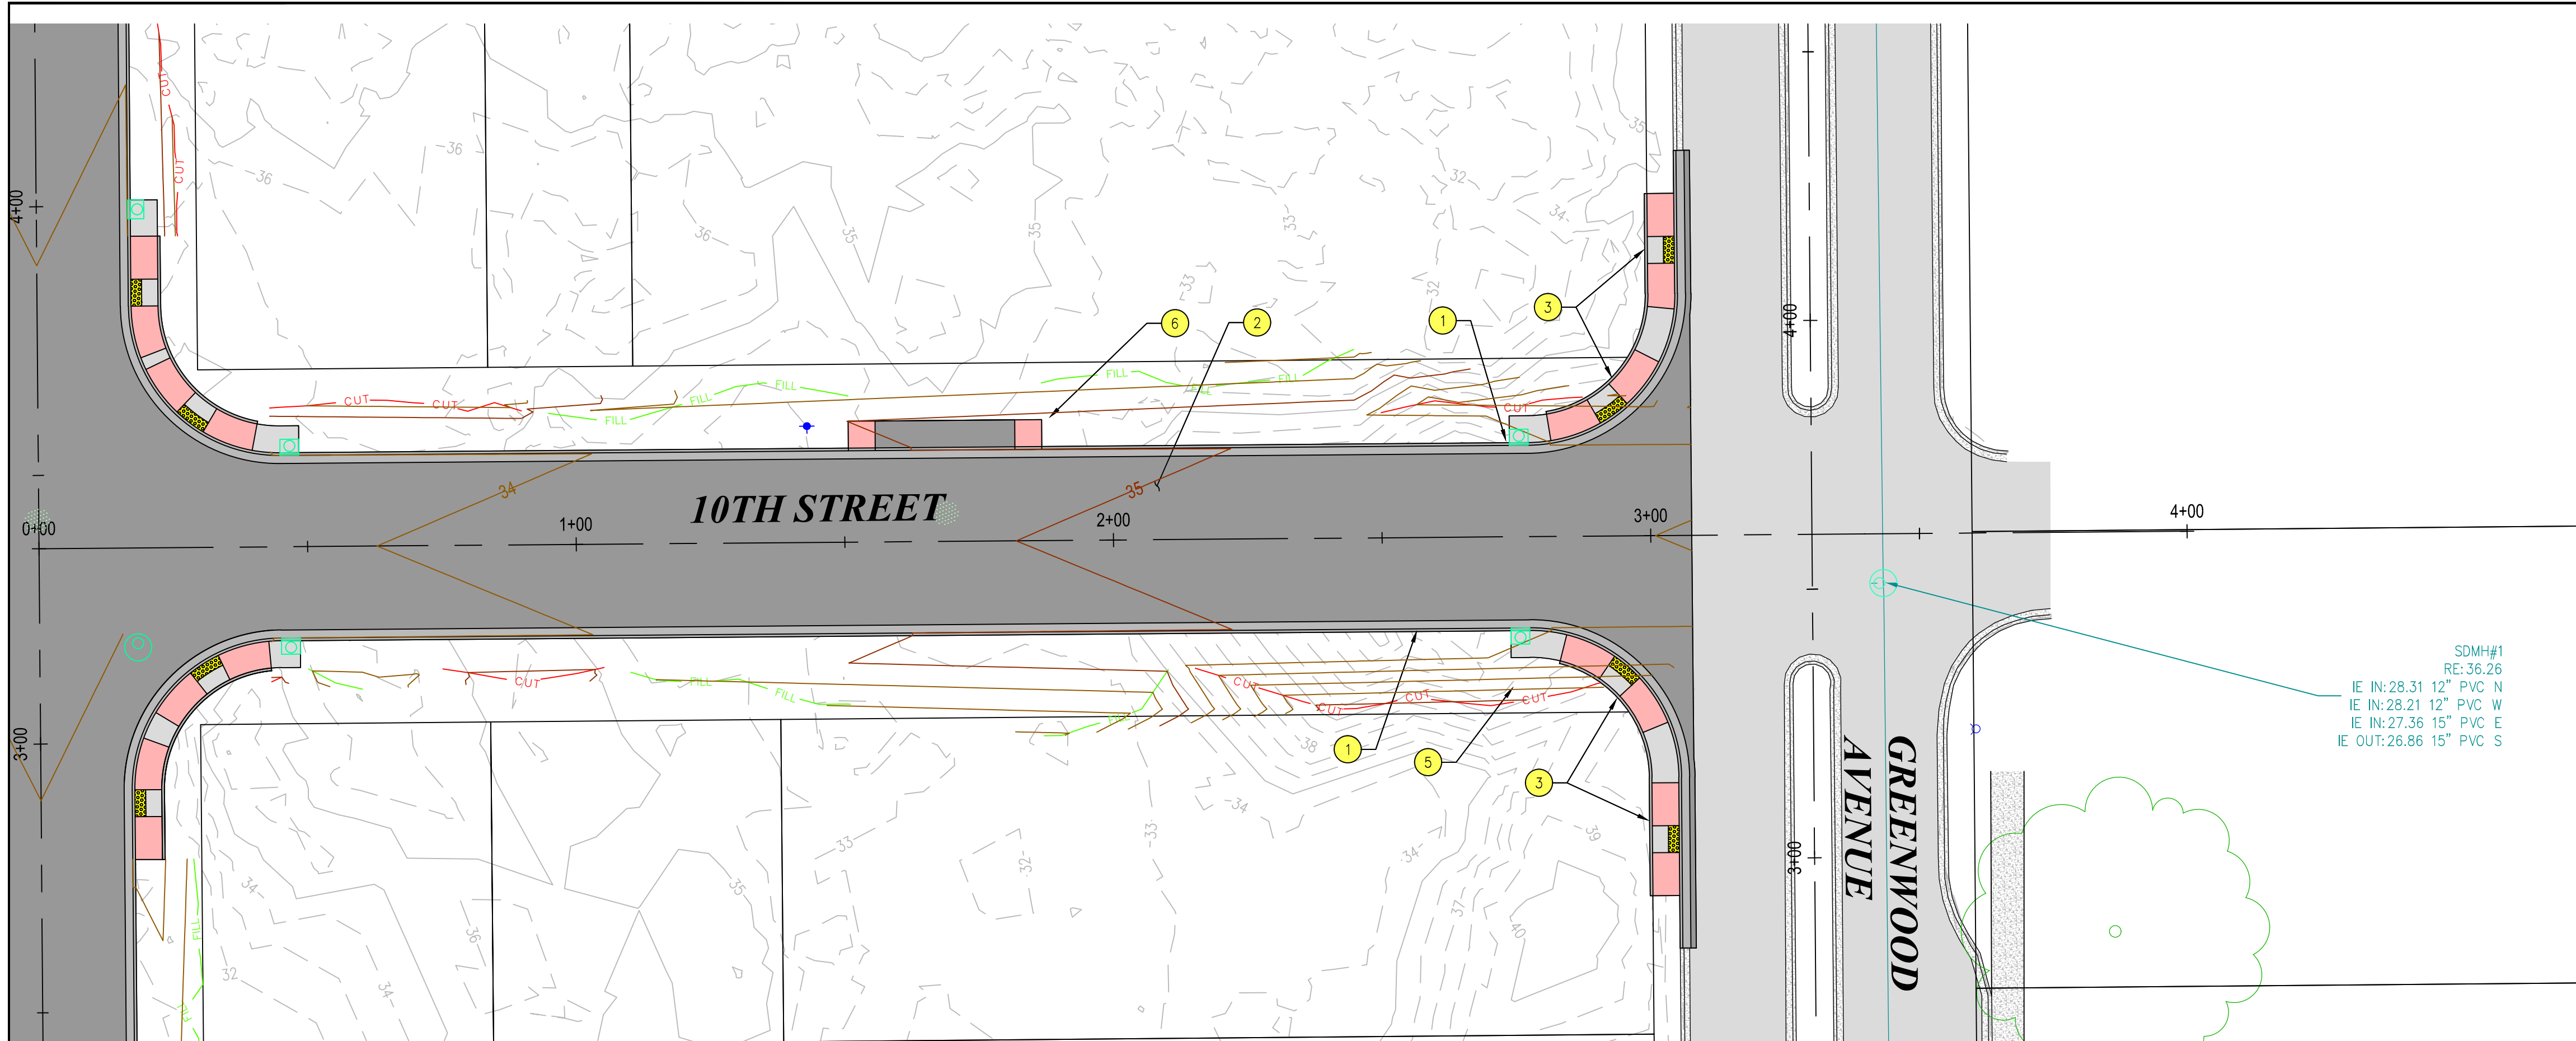 CUT
CUT
36
36
36
35
35
33
33
32
32
34
35
4+00
4+00
6
2
1
3
CUT
CUT
FILL
FILL
FILL
FILL
FILL
FILL
CUT
34
35
10TH STREET
0+00
1+00
2+00
3+00
4+00
SDMH#1
RE:36.26
IE IN:28.31 12" PVC N
IE IN:28.21 12" PVC W
IE IN:27.36 15" PVC E
IE OUT:26.86 15" PVC S
CUT
FILL
FILL
FILL
CUT
CUT
CUT
CUT
1
5
3
38
34
3+00
3+00
GREENWOOD
AVENUE
33
33
32
34
39
37
40
34
35
36
32
34
FILL
FILL